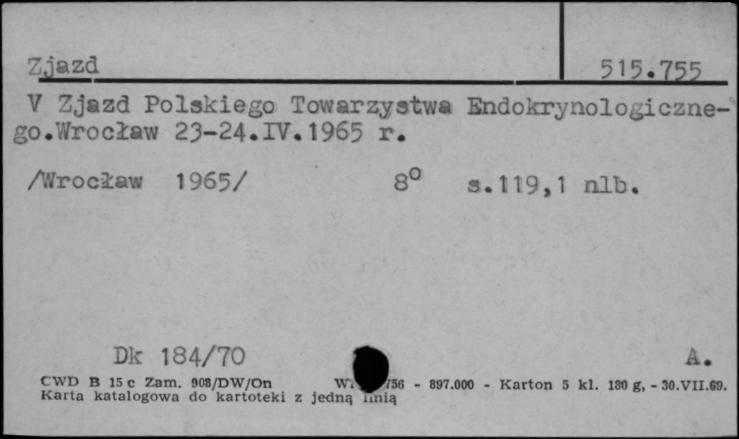 Zjazd 515.755
V Zjazd Polskiego Towarzystwa Endokrynologiczne-
go.Wrocław 23-24.IV.1965 r.
/Wrocław 1965/ 8° s.119,1 nlb.
Dk 184/70 A.
CWD B 15 c Zam. 908/DW/On 756 - 897.000 - Karton 5 kl. 180 g, - 30.VII.69.
Karta katalogowa do kartoteki z jedną linią